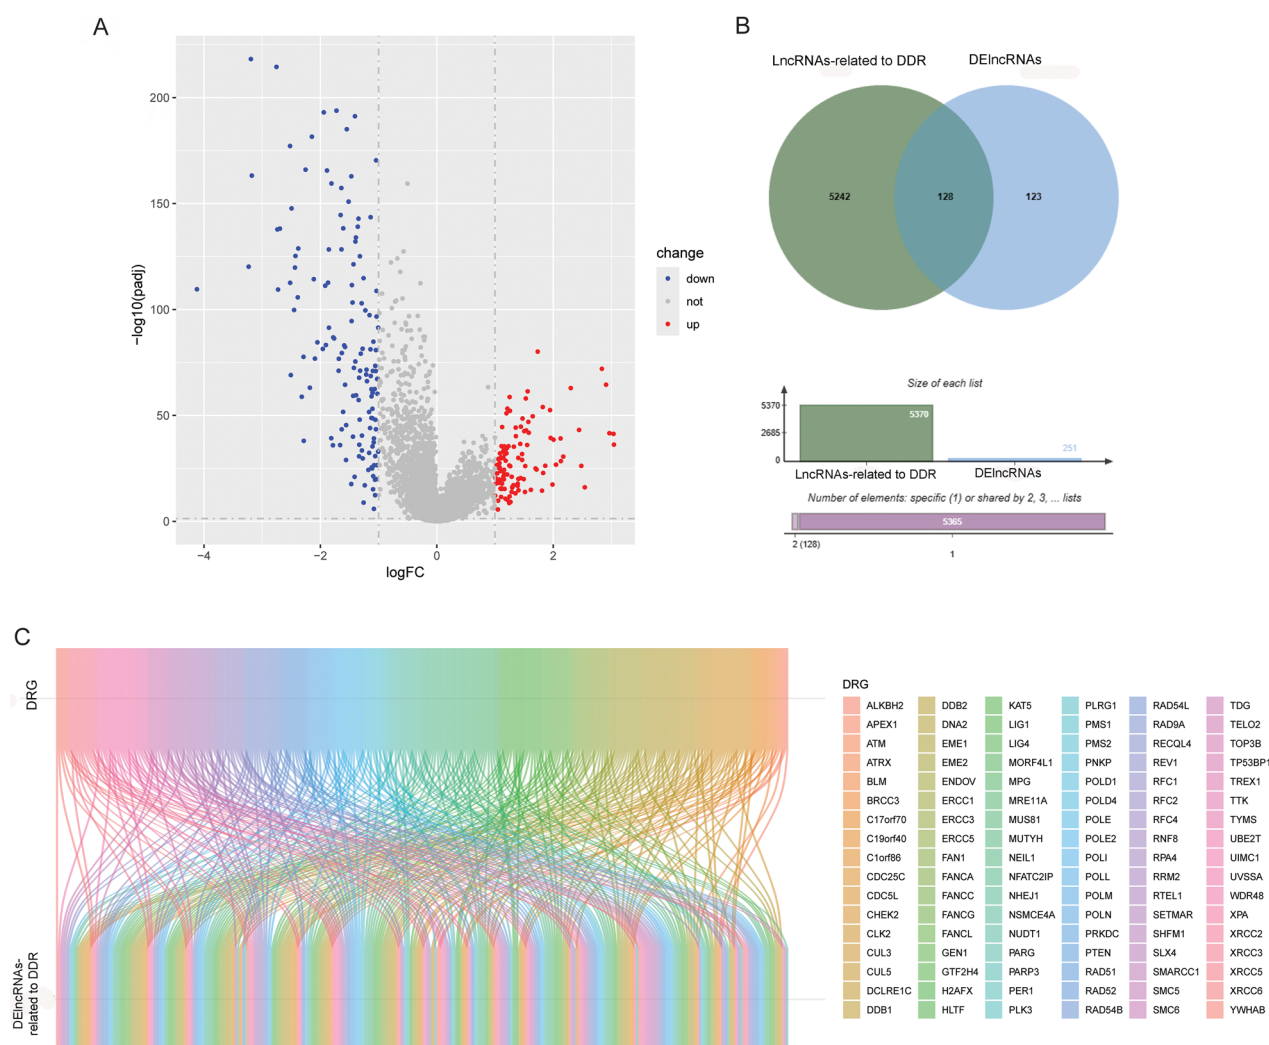 A
−log10(padj)
200
150
100
50
0
−4
−2
0
2
logFC
change
down
not
up
B
LncRNAs-related to DDR
DElncRNAs
5242
128
123
Size of each list
5370
2685
0
5370
251
LncRNAs-related to DDR
DElncRNAs
Number of elements: specific (1) or shared by 2, 3, ... lists
5365
2 (128)
1
C
DRG
DElncRNAs-
related to DDR
DRG
ALKBH2
APEX1
ATM
ATRX
BLM
BRCC3
C17orf70
C19orf40
C1orf86
CDC25C
CDC5L
CHEK2
CLK2
CUL3
CUL5
DCLRE1C
DDB1
DDB2
DNA2
EME1
EME2
ENDOV
ERCC1
ERCC3
ERCC5
FAN1
FANCA
FANCC
FANCG
FANCL
GEN1
GTF2H4
H2AFX
HLTF
KAT5
LIG1
LIG4
MORF4L1
MPG
MRE11A
MUS81
MUTYH
NEIL1
NFATC2IP
NHEJ1
NSMCE4A
NUDT1
PARG
PARP3
PER1
PLK3
PLRG1
PMS1
PMS2
PNKP
POLD1
POLD4
POLE
POLE2
POLI
POLL
POLM
POLN
PRKDC
PTEN
RAD51
RAD52
RAD54B
RAD54L
RAD9A
RECQL4
REV1
RFC1
RFC2
RFC4
RNF8
RPA4
RRM2
RTEL1
SETMAR
SHFM1
SLX4
SMARCC1
SMC5
SMC6
TDG
TELO2
TOP3B
TP53BP1
TREX1
TTK
TYMS
UBE2T
UIMC1
UVSSA
WDR48
XPA
XRCC2
XRCC3
XRCC5
XRCC6
YWHAB